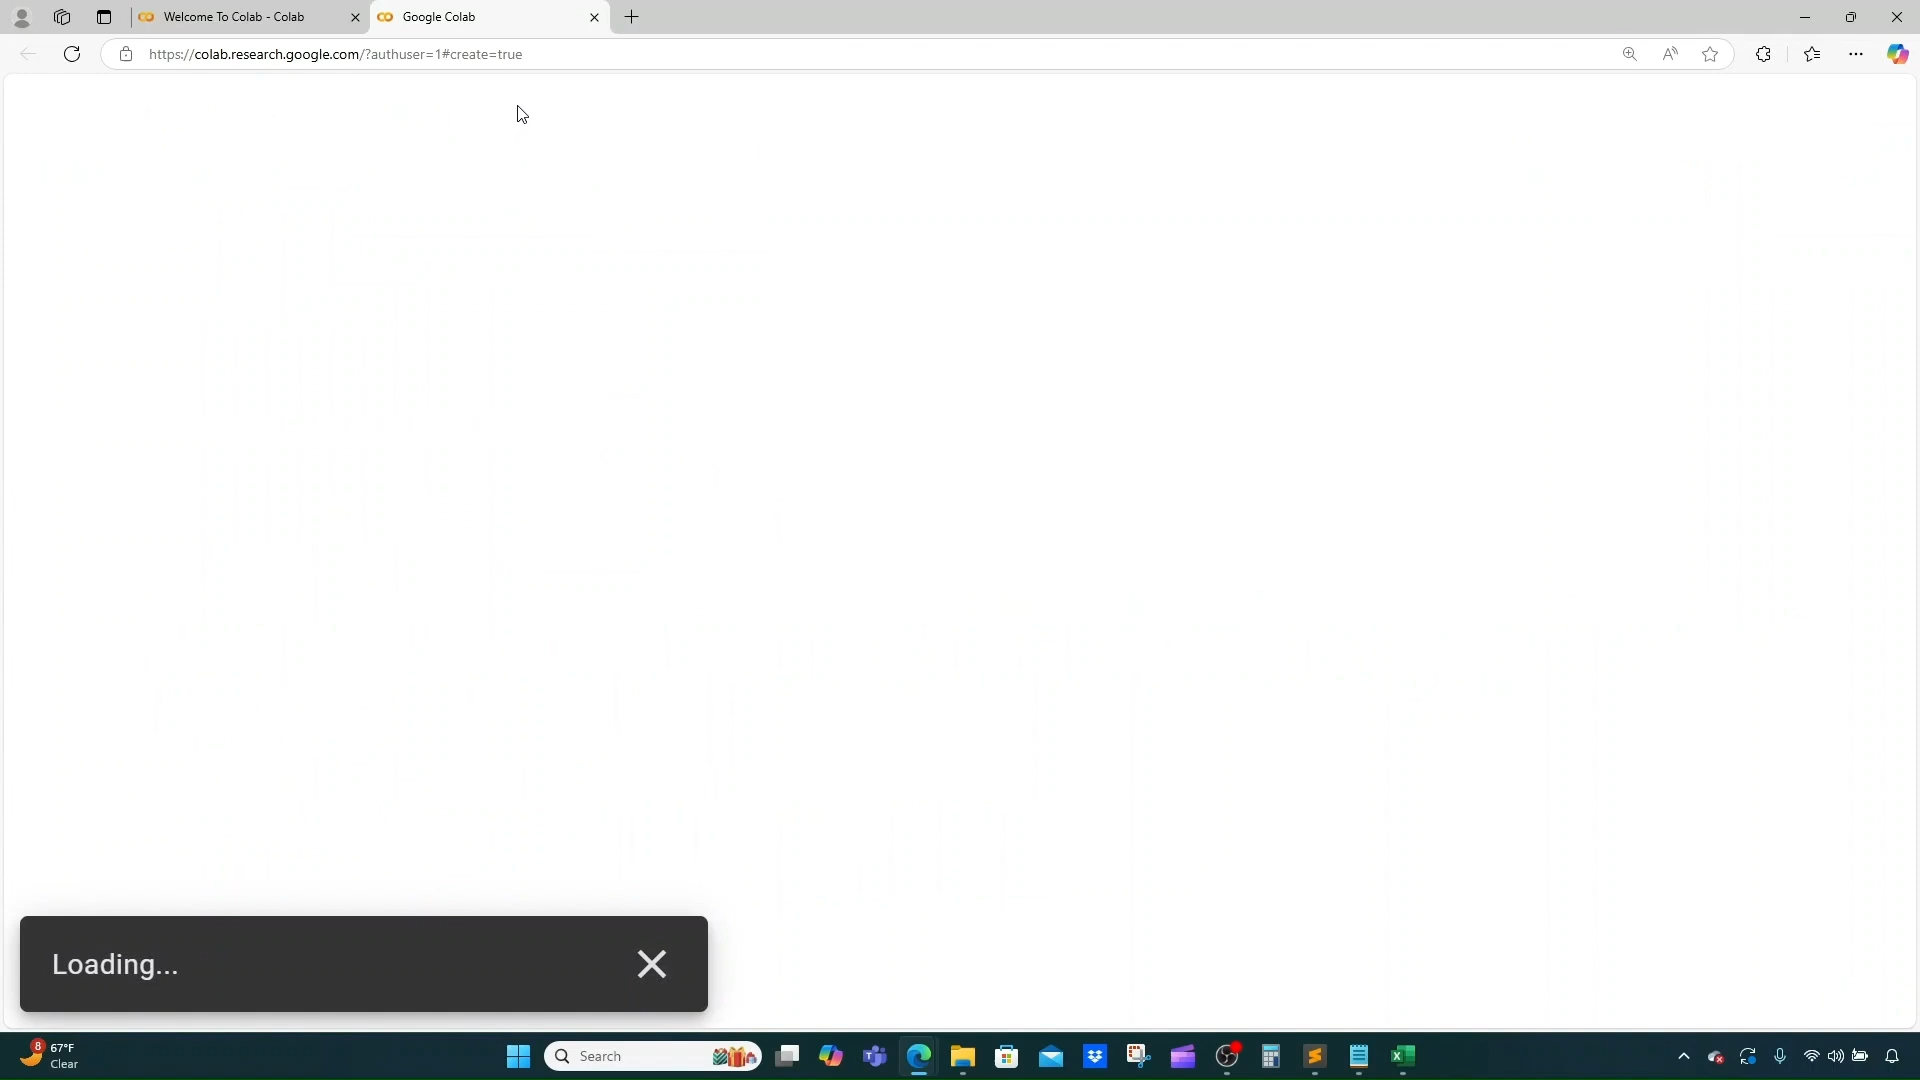 Welcome To Colab - Colab
Google Colab
https://colab.research.google.com/?authuser=1#create=true
Loading...
8
67°F
Clear
Search